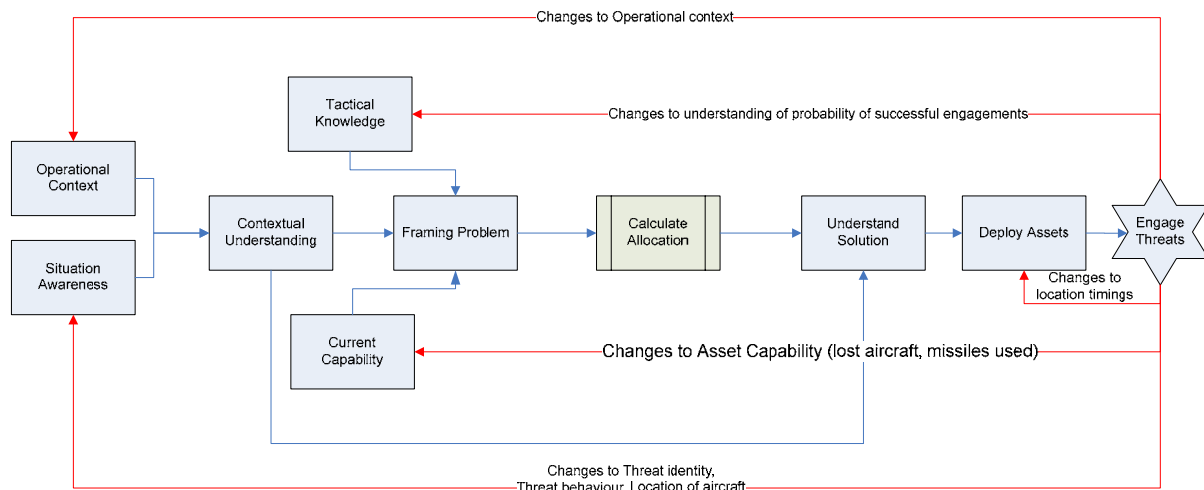 Changes to Operational context
Tactical
Knowledge
Changes to understanding of probability of successful engagements
Operational
Context
Contextual
Understanding
Framing Problem
Calculate
Allocation
Understand
Solution
Deploy Assets
Engage
Threats
Situation
Awareness
Changes to
location timings
Current
Capability
Changes to Asset Capability (lost aircraft, missiles used)
Changes to Threat identity,
Threat behaviour, Location of aircraft